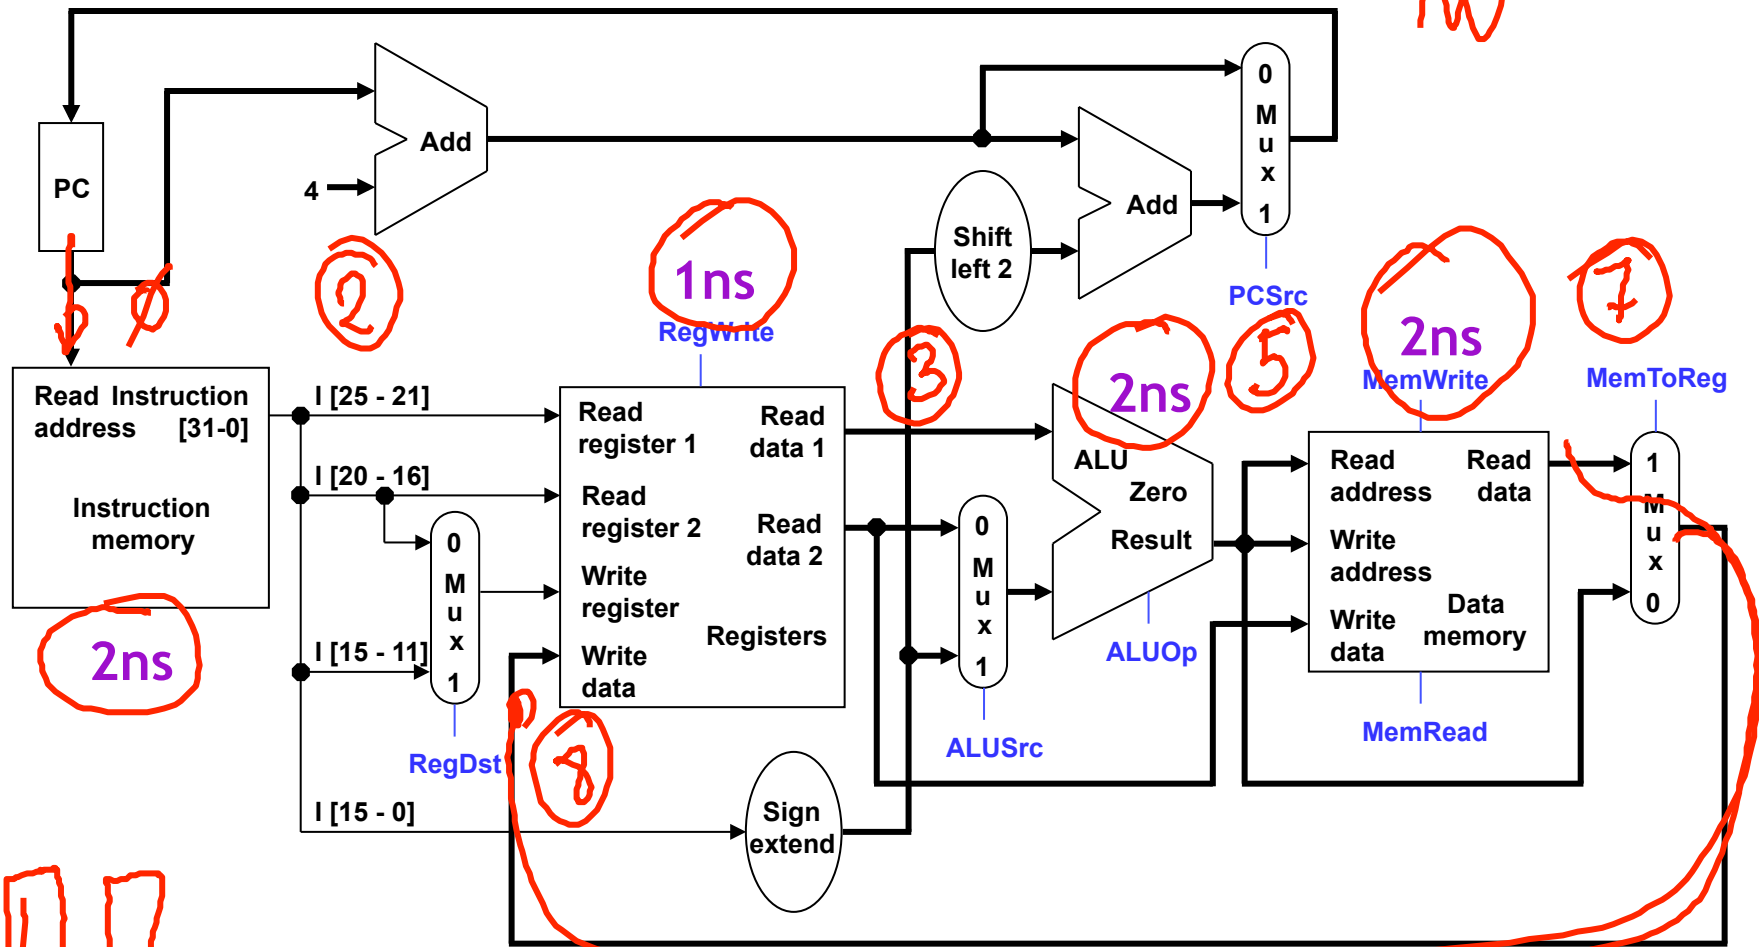 0
M
u
x
1
PCSrc
Add
4
PC
Add
Shift
left 2
0
2
1ns
RegWrite
3
2ns
5
2ns
MemWrite
7
MemToReg
Read Instruction
address [31-0]
Instruction
memory
2ns
I [25 - 21]
I [20 - 16]
I [15 - 11]
I [15 - 0]
0
M
u
x
1
RegDst
Read
register 1
Read
data 1
Read
register 2
Read
data 2
Write
register
Registers
Write
data
8
Sign
extend
0
M
u
x
1
ALUSrc
ALU
Zero
Result
ALUOp
Read
address
Read
data
Write
address
Write
data
Data
memory
MemRead
1
M
u
x
0